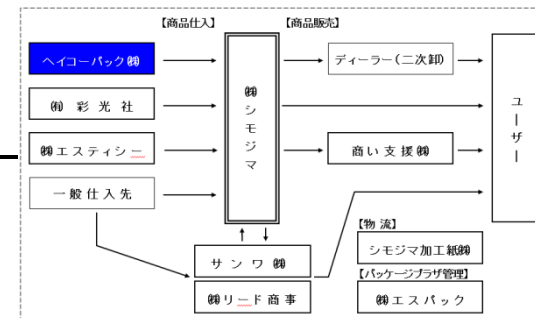 【商品仕入】 【商品販売】
ヘイコーパック㈱
㈲ 彩光社
㈱エスティシー
一般仕入先
㈱シモジマ
ディーラー(二次卸)
商い支援㈱
ユーザー
サンワ㈱
㈱リード商事
【物流】
シモジマ加工紙㈱
【パッケージプラザ管理】
㈱エスパック